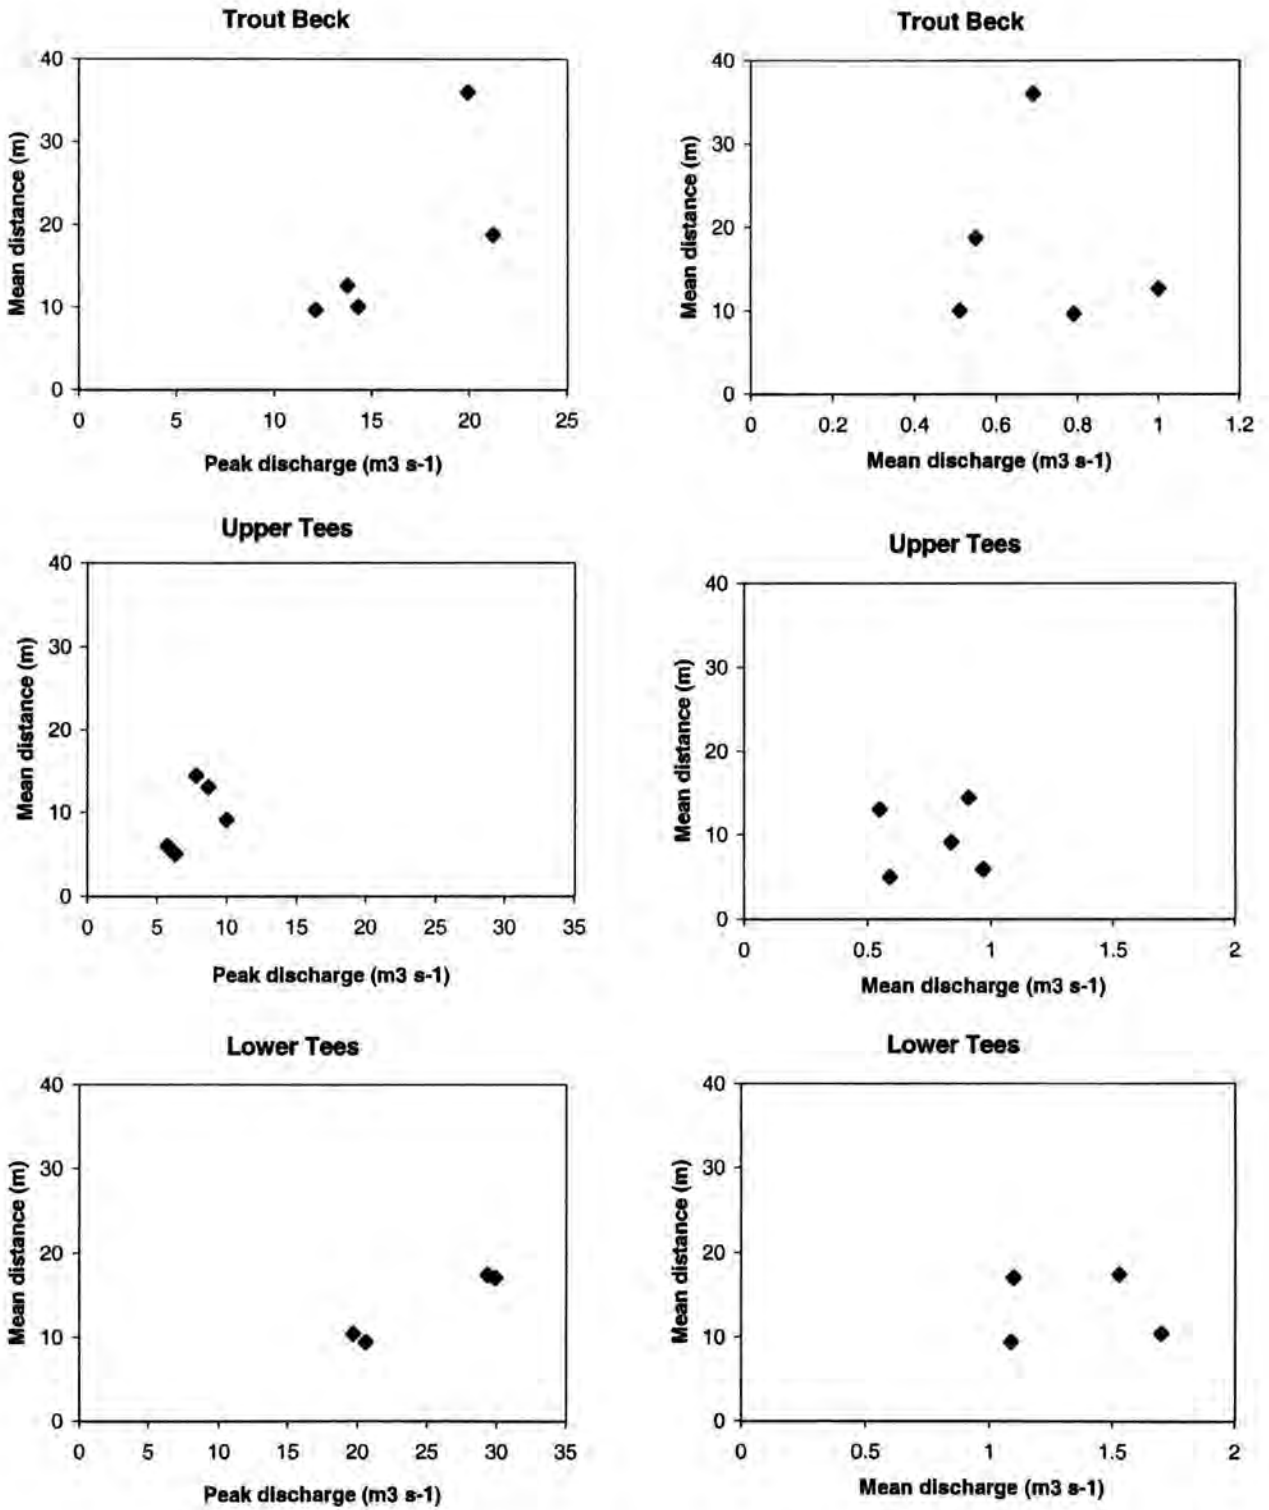 Trout Beck
40
30
20
10
0
Mean distance (m)
0 5 10 15 20 25
Peak discharge (m3 s-1)
Trout Beck
40
30
20
10
0
Mean distance (m)
0 0.2 0.4 0.6 0.8 1 1.2
Mean discharge (m3 s-1)
Upper Tees
40
30
20
10
0
Mean distance (m)
0 5 10 15 20 25 30 35
Peak discharge (m3 s-1)
Upper Tees
40
30
20
10
0
Mean distance (m)
0 0.5 1 1.5 2
Mean discharge (m3 s-1)
Lower Tees
40
30
20
10
0
Mean distance (m)
0 5 10 15 20 25 30 35
Peak discharge (m3 s-1)
Lower Tees
40
30
20
10
0
Mean distance (m)
0 0.5 1 1.5 2
Mean discharge (m3 s-1)